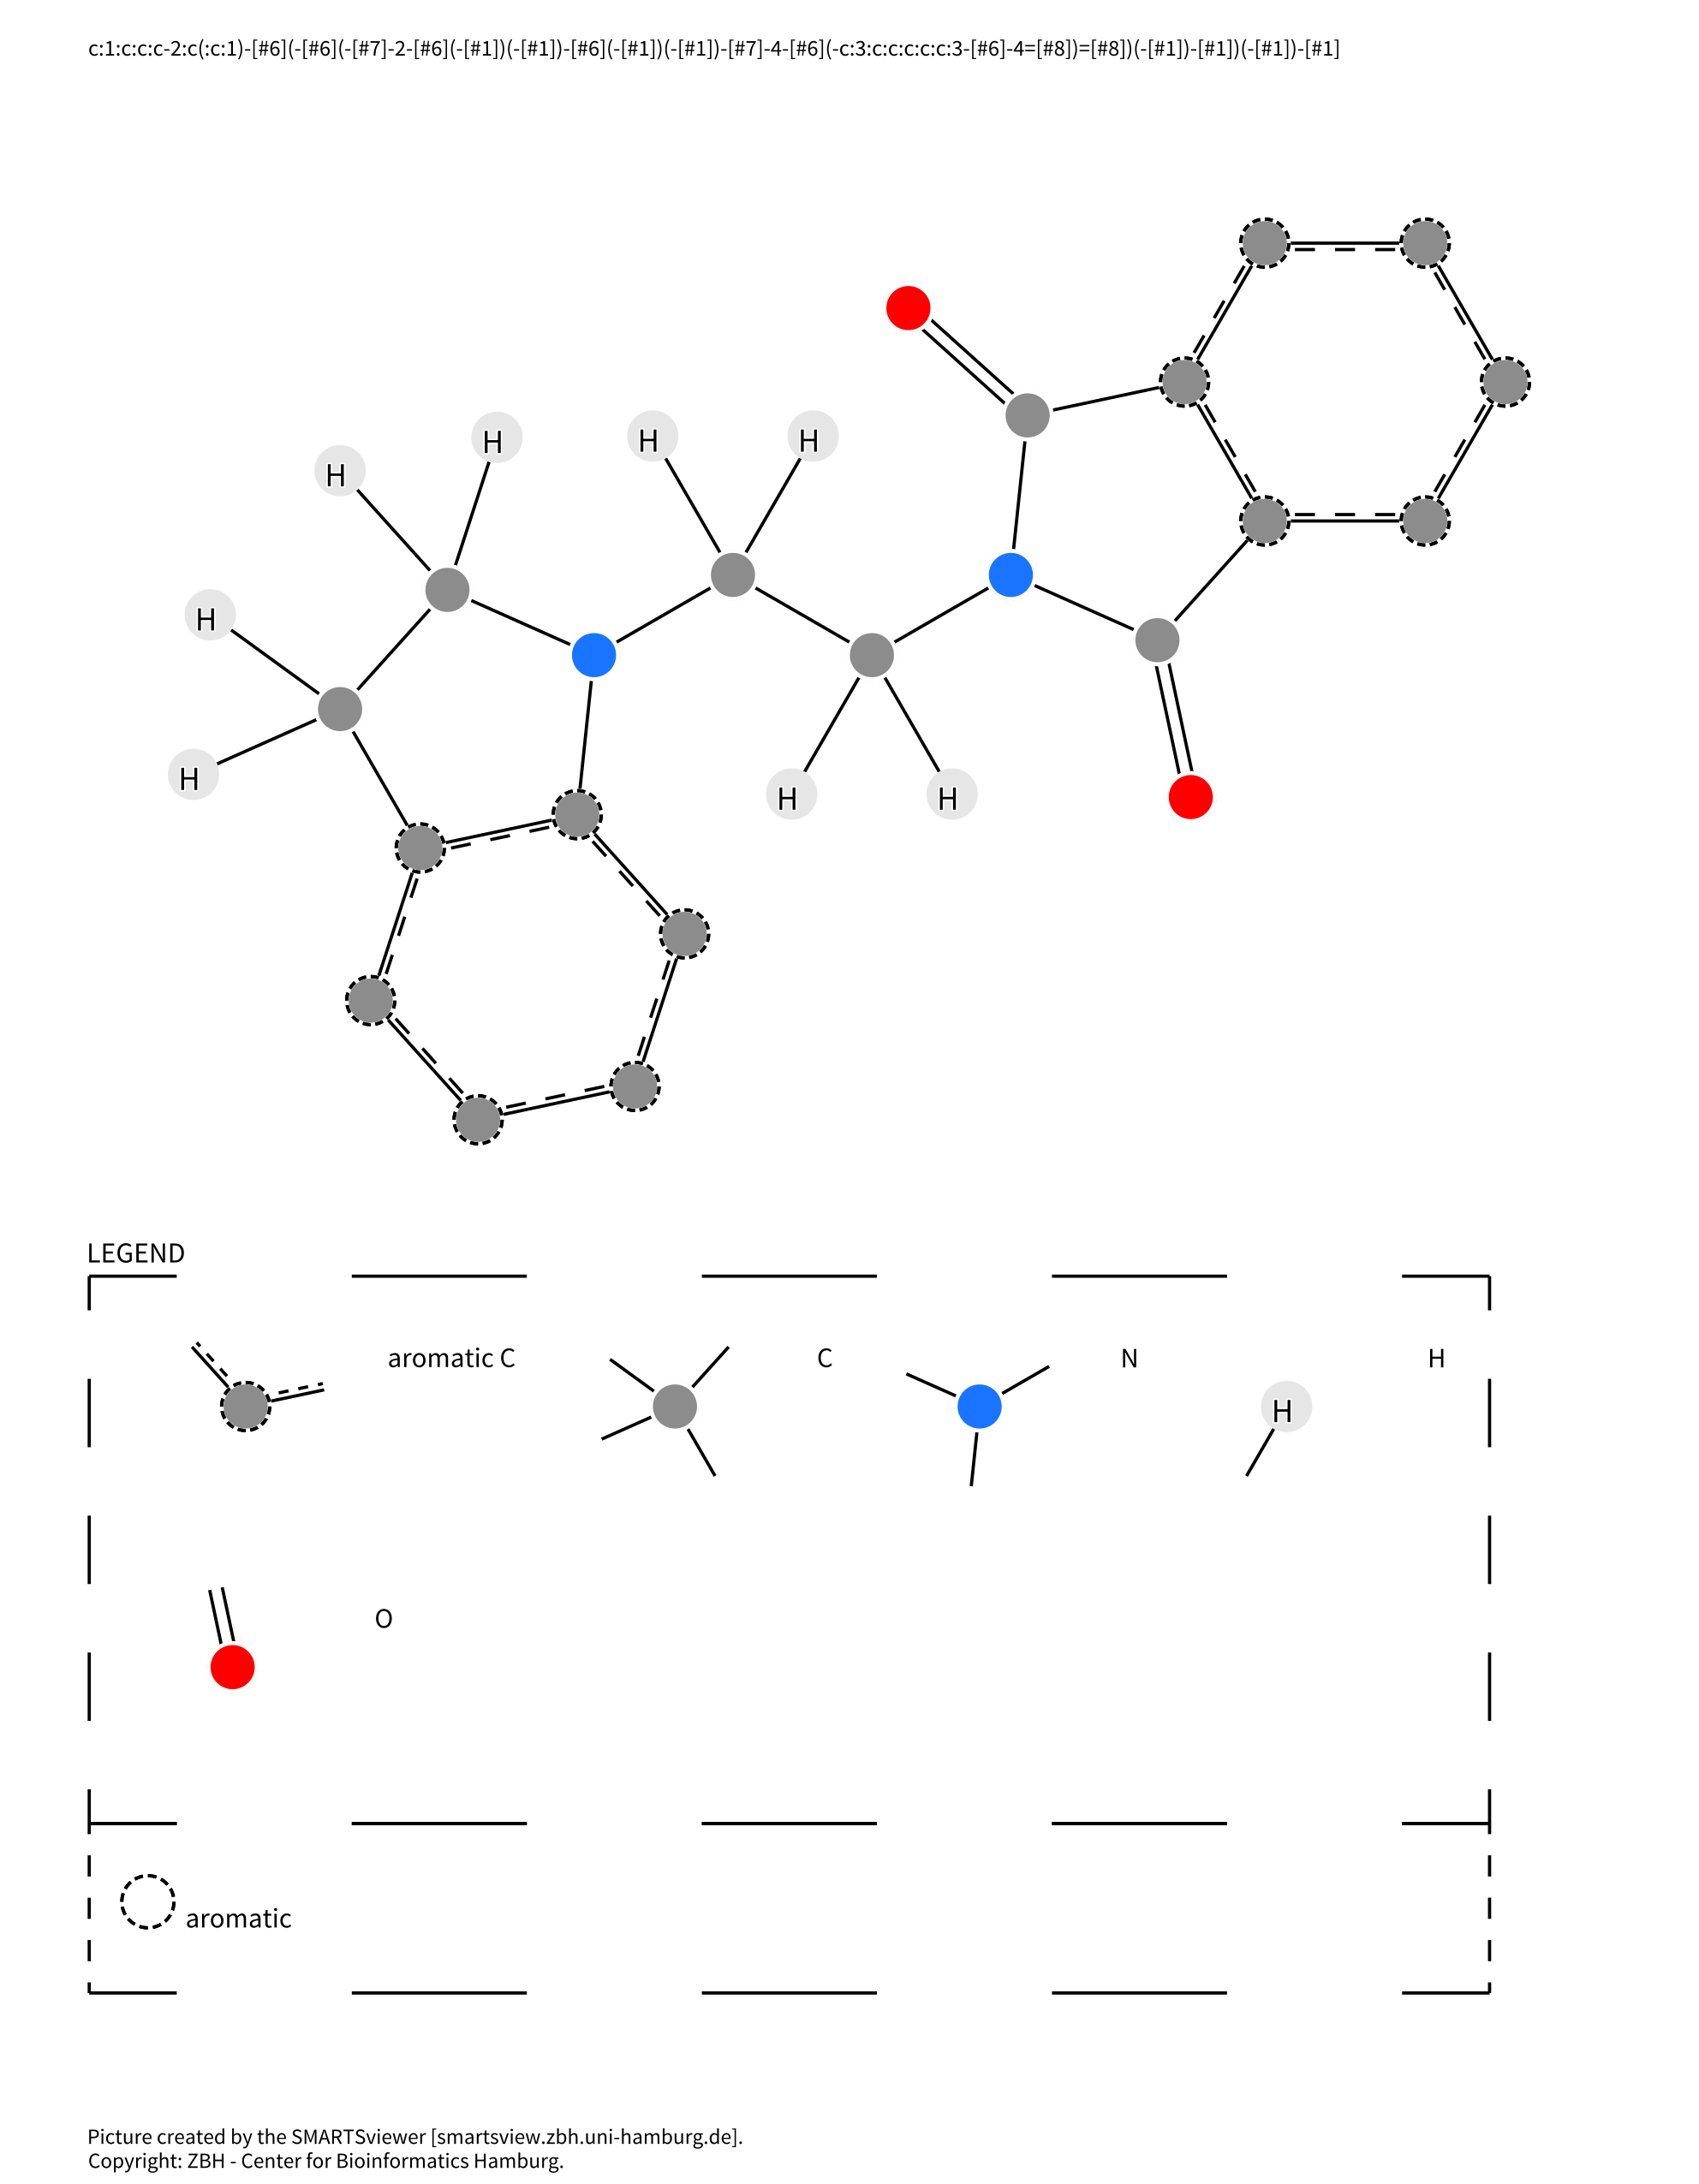 c:1:c:c:c-2:c(:c:1)-[#6](-[#6](-[#7]-2-[#6](-[#1])(-[#1])-[#6](-[#1])(-[#1])-[#7]-4-[#6](-c:3:c:c:c:c:c:3-[#6]-4=[#8])=[#8])(-[#1])-[#1])(-[#1])-[#1]
H
H
H
H
H
H
H
H
LEGEND
aromatic C
C
N
H
H
O
aromatic
Picture created by the SMARTSviewer [smartsview.zbh.uni-hamburg.de].
Copyright: ZBH - Center for Bioinformatics Hamburg.